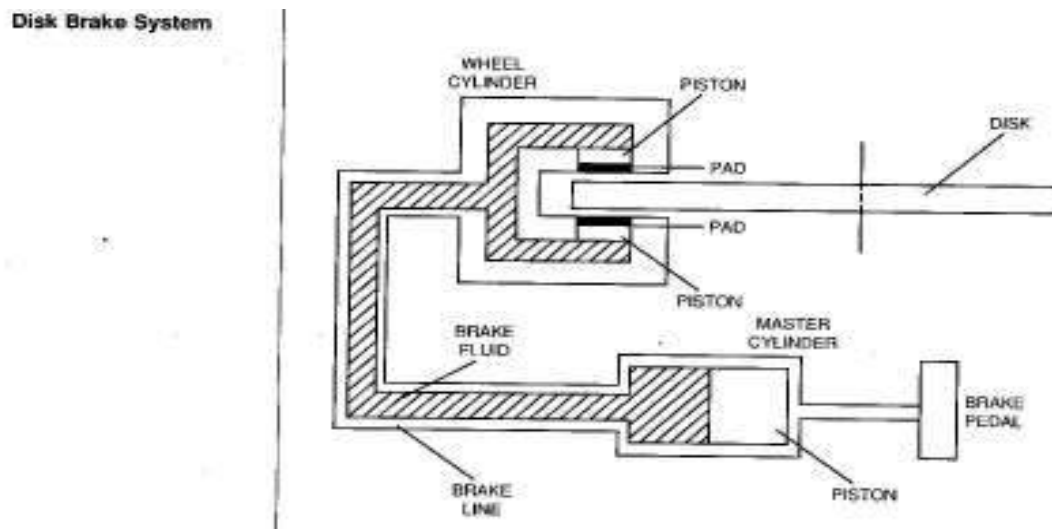 Disk Brake System
WHEEL
CYLINDER
PISTON
DISK
PAD
PAD
PISTON
MASTER
CYLINDER
BRAKE
FLUID
BRAKE
PEDAL
BRAKE
LINE
PISTON